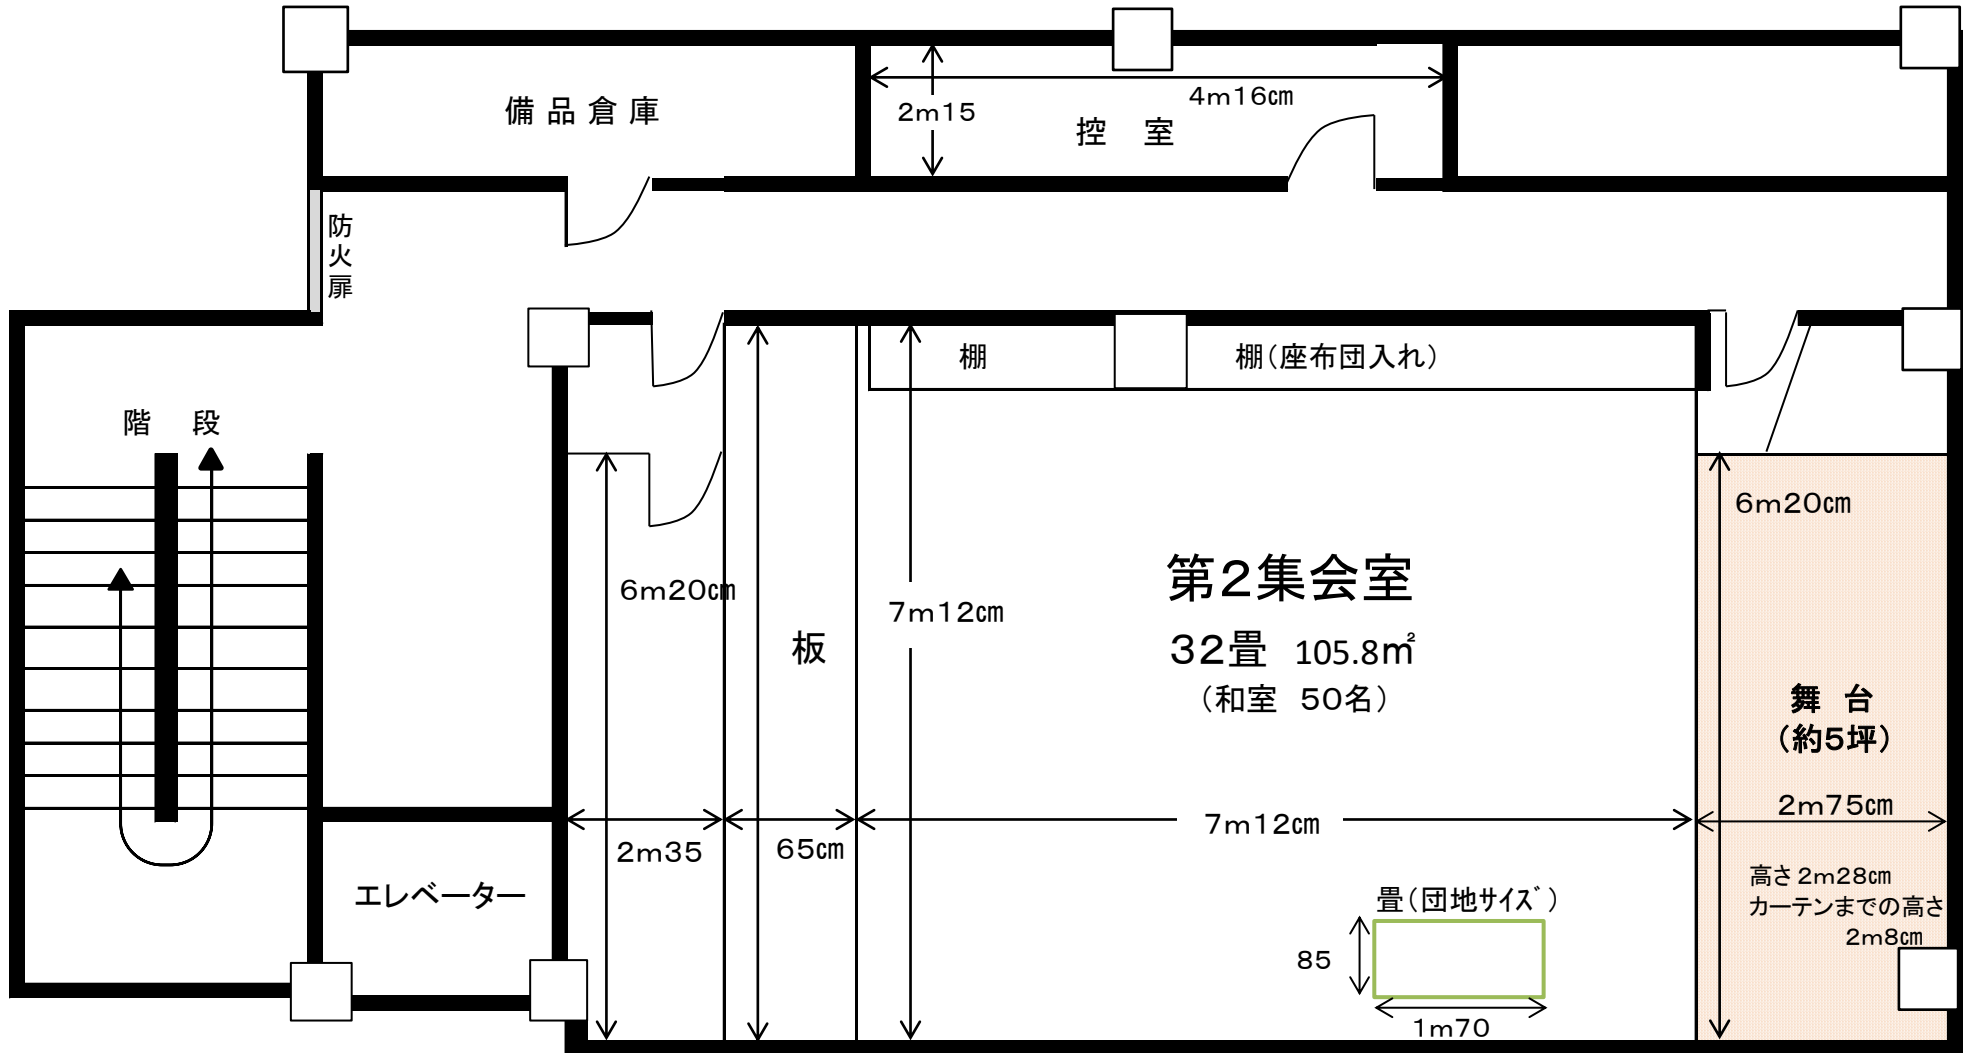 備品倉庫
2m15
4m16㎝
控　室
防火扉
棚
棚(座布団入れ)
階　段
6m20㎝
6m20㎝
板
7m12㎝
第2集会室
32畳　105.8㎡
(和室　50名)
舞　台
(約5坪)
2m35
65㎝
7m12㎝
2m75㎝
エレベーター
畳(団地サイズ)
85
1m70
高さ2m28㎝
カーテンまでの高さ
2m8㎝